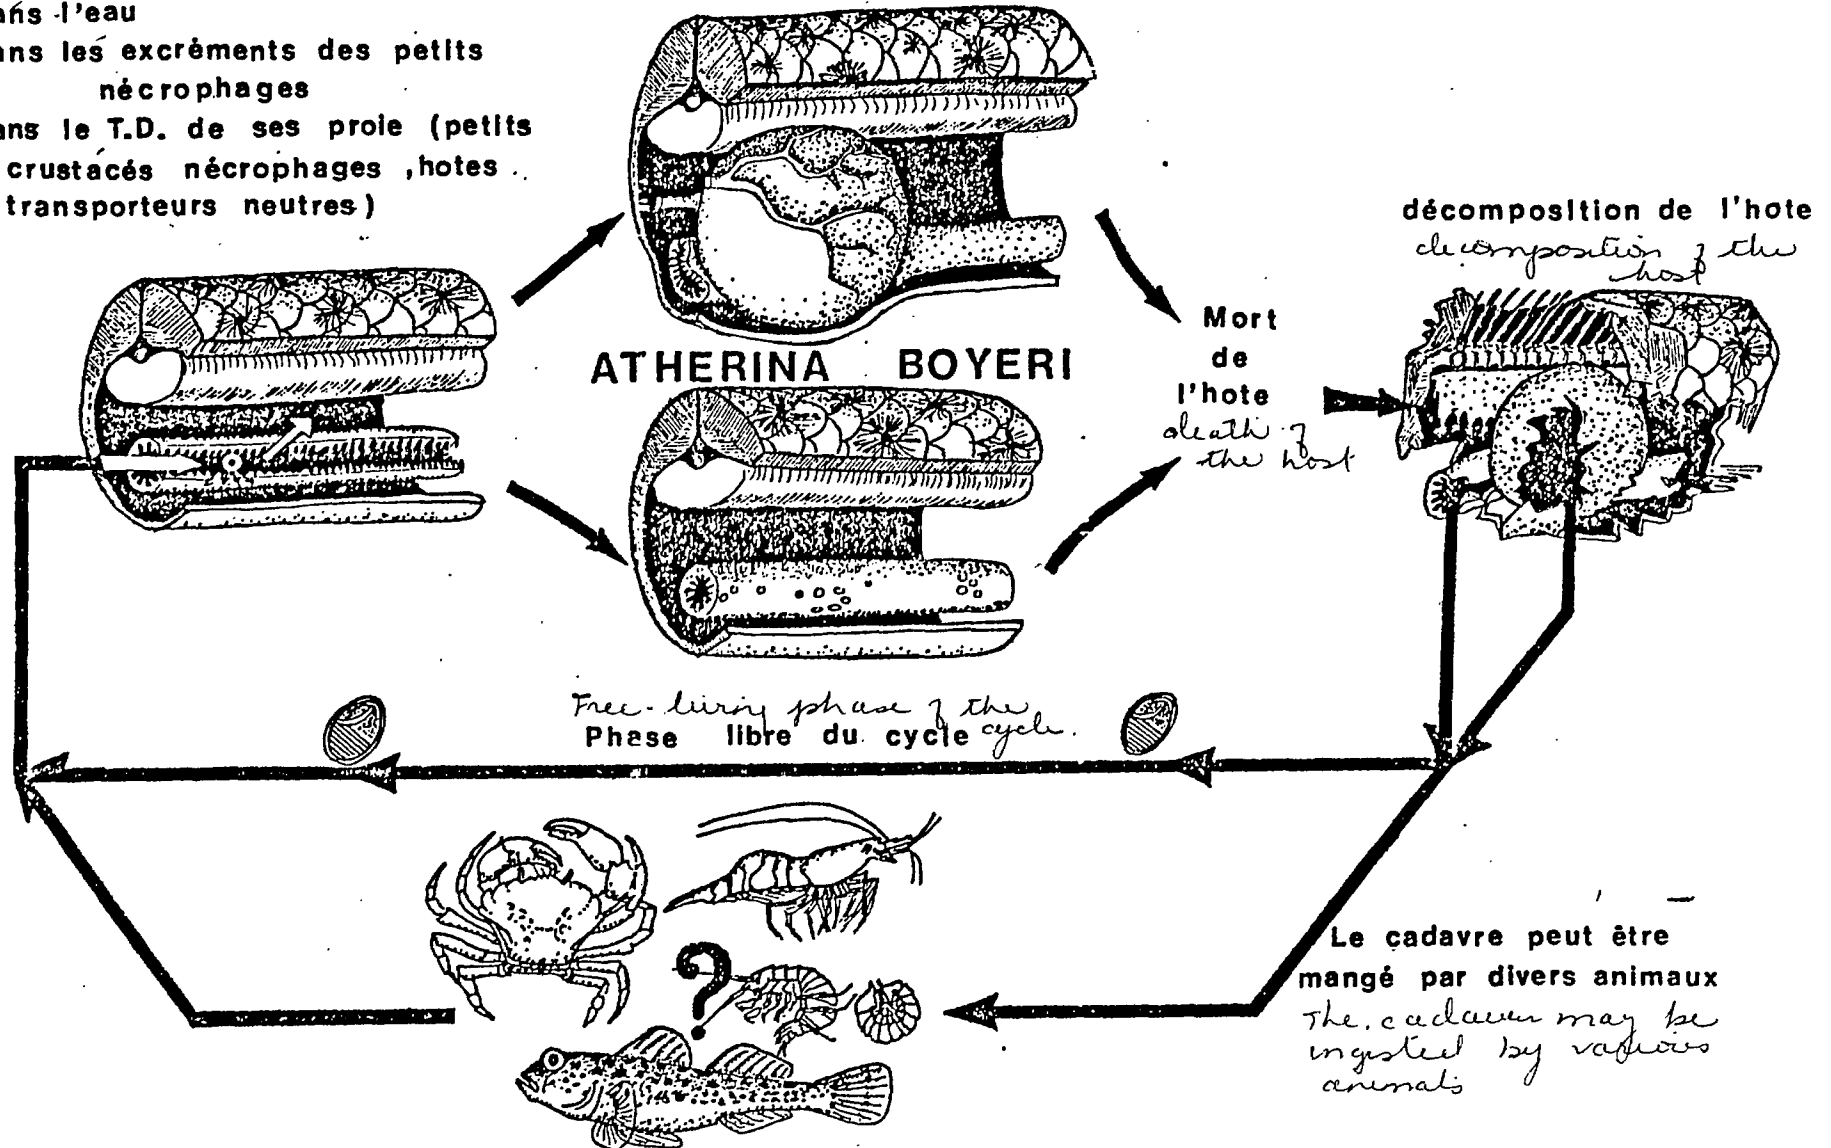 l'eau
les excréments des petits
nécrophages
le T.D. de ses proie (petits
crustacés nécrophages ,hotes
transporteurs neutres)
ATHERINA BOYERI
Mort
de
l'hote
death of
the host
décomposition de l'hote
decomposition of the
host
Free-living phase of the
cycle.
Phase libre du cycle
?
Le cadavre peut être
mangé par divers animaux
The cadaver may be
ingested by various
animals